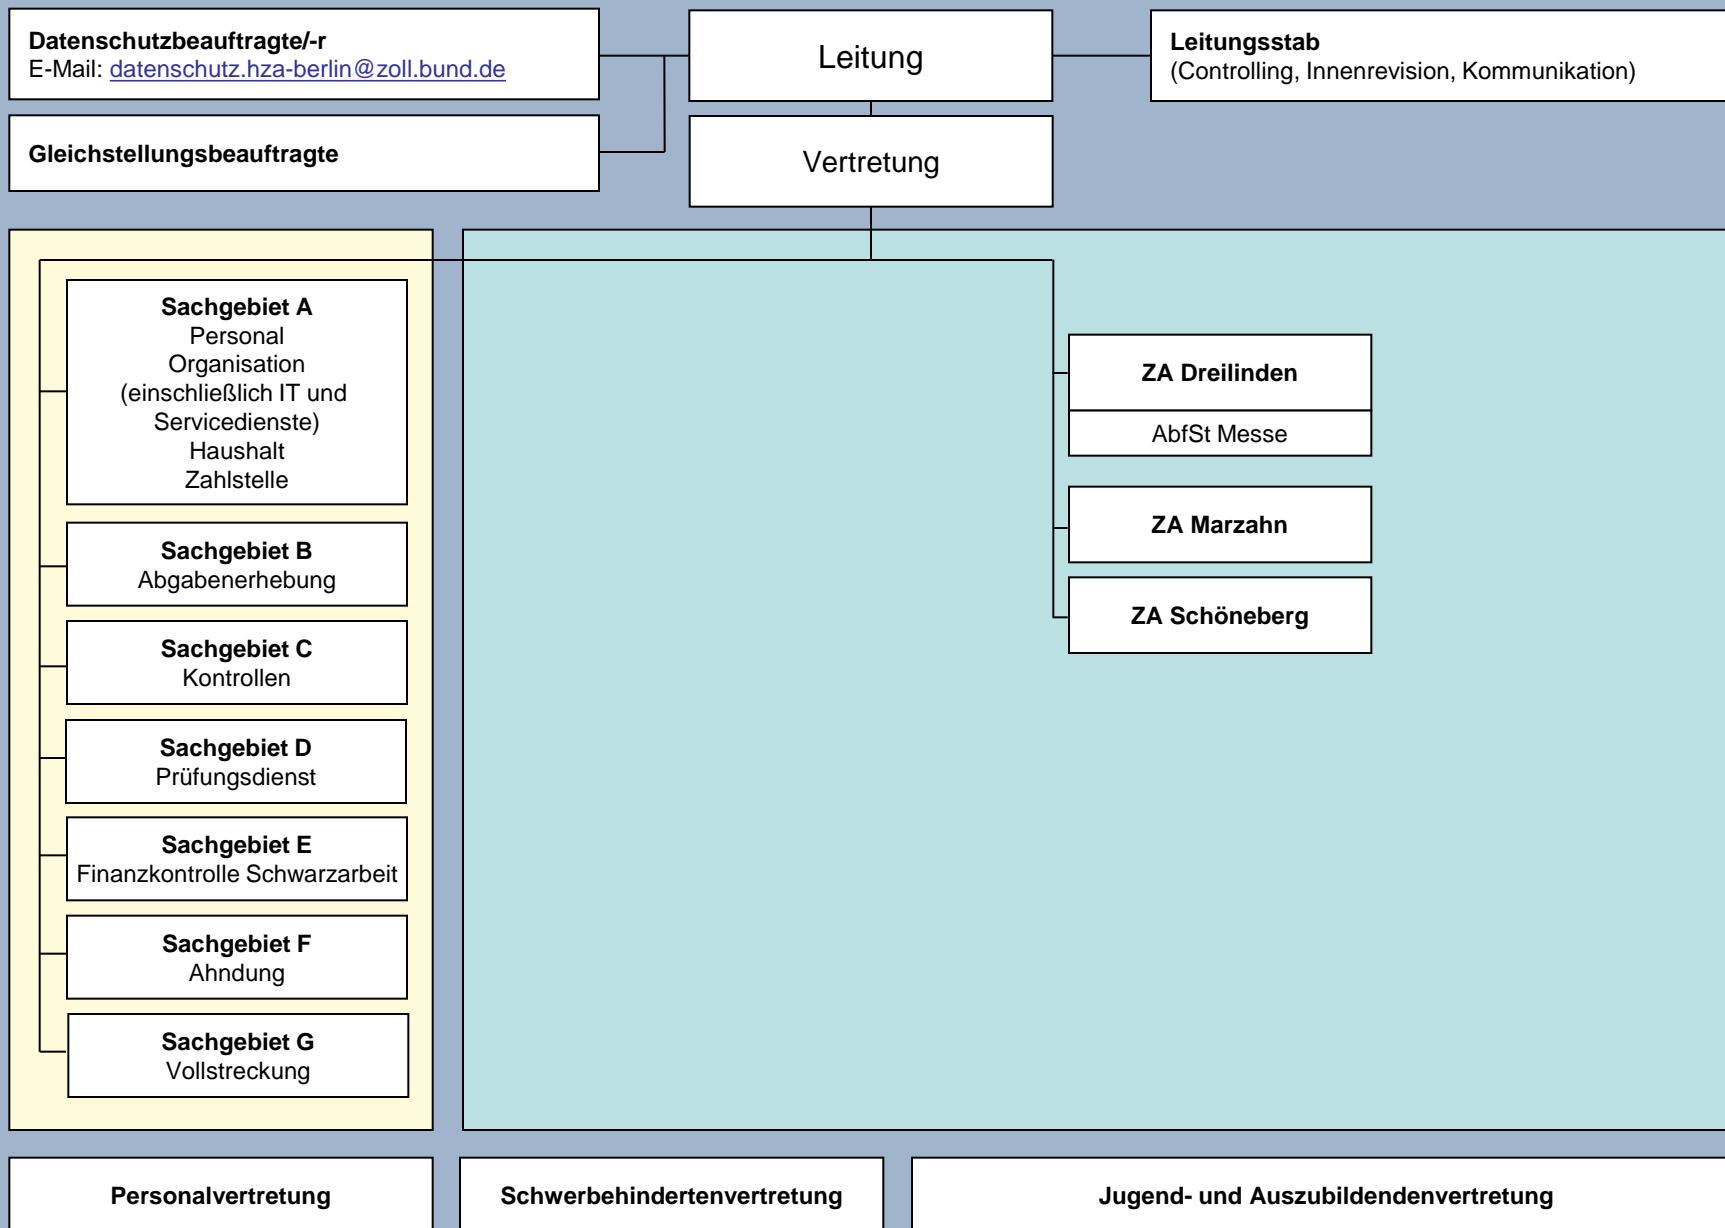 Datenschutzbeauftragte/-r
E-Mail: datenschutz.hza-berlin@zoll.bund.de
Leitung
Leitungsstab
(Controlling, Innenrevision, Kommunikation)
Gleichstellungsbeauftragte
Vertretung
Sachgebiet A
Personal
Organisation
(einschließlich IT und
Servicedienste)
Haushalt
Zahlstelle
Sachgebiet B
Abgabenerhebung
Sachgebiet C
Kontrollen
Sachgebiet D
Prüfungsdienst
Sachgebiet E
Finanzkontrolle Schwarzarbeit
Sachgebiet F
Ahndung
Sachgebiet G
Vollstreckung
ZA Dreilinden
AbfSt Messe
ZA Marzahn
ZA Schöneberg
Personalvertretung
Schwerbehindertenvertretung
Jugend- und Auszubildendenvertretung